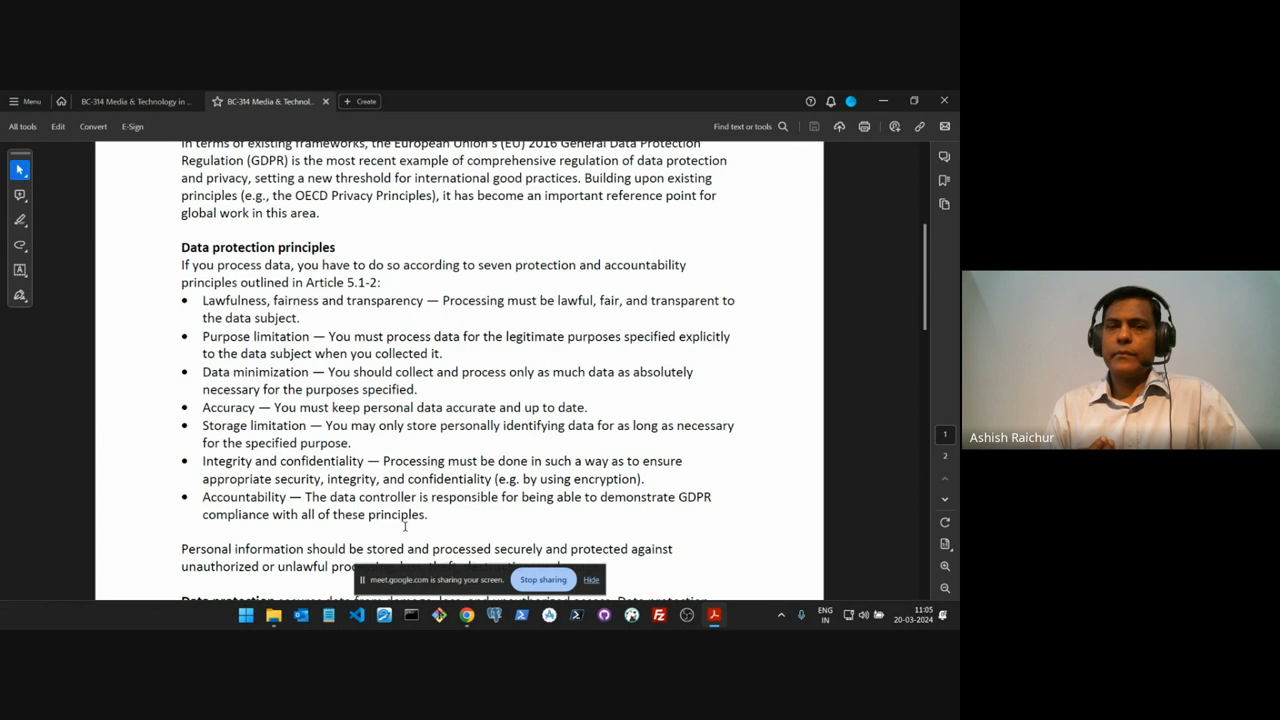 Menu
BC-314 Media & Technology in ...
BC-314 Media & Technol...
Create
All tools
Edit
Convert
E-Sign
Find text or tools
In terms of existing frameworks, the European Union's (EU) 2016 General Data Protection
Regulation (GDPR) is the most recent example of comprehensive regulation of data protection
and privacy, setting a new threshold for international good practices. Building upon existing
principles (e.g., the OECD Privacy Principles), it has become an important reference point for
global work in this area.
Data protection principles
If you process data, you have to do so according to seven protection and accountability
principles outlined in Article 5.1-2:
• Lawfulness, fairness and transparency — Processing must be lawful, fair, and transparent to
the data subject.
• Purpose limitation — You must process data for the legitimate purposes specified explicitly
to the data subject when you collected it.
• Data minimization — You should collect and process only as much data as absolutely
necessary for the purposes specified.
• Accuracy — You must keep personal data accurate and up to date.
• Storage limitation — You may only store personally identifying data for as long as necessary
for the specified purpose.
• Integrity and confidentiality — Processing must be done in such a way as to ensure
appropriate security, integrity, and confidentiality (e.g. by using encryption).
• Accountability — The data controller is responsible for being able to demonstrate GDPR
compliance with all of these principles.
Personal information should be stored and processed securely and protected against
unauthorized or unlawful
meet.google.com is sharing your screen.
Stop sharing
Hide
1
2
Ashish Raichur
ENG
IN
11:05
20-03-2024